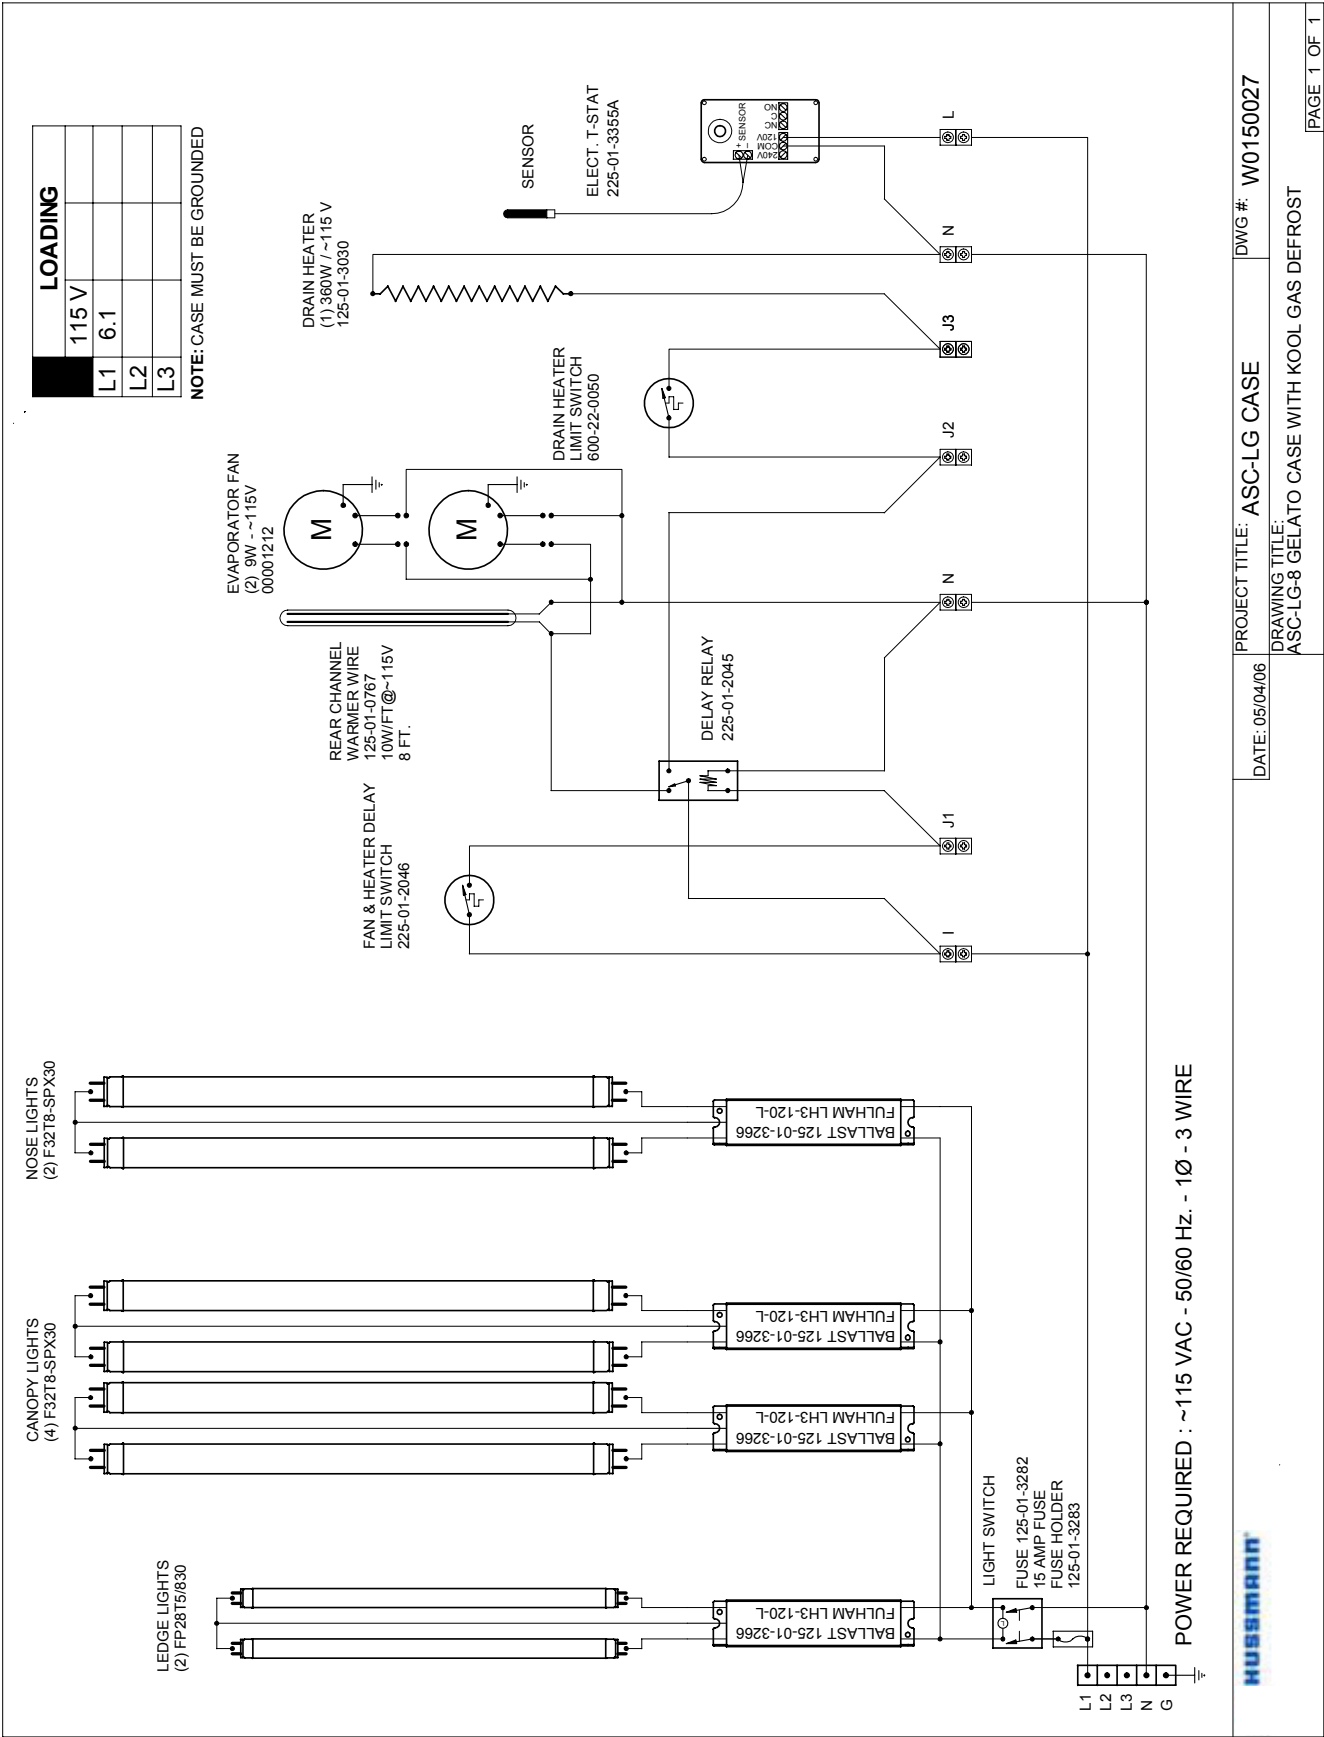 LEDGE LIGHTS
(2) FP28T5/830
CANOPY LIGHTS
(4) F32T8-SPX30
NOSE LIGHTS
(2) F32T8-SPX30
BALLAST 125-01-3266
FULHAM LH3-120-L
BALLAST 125-01-3266
FULHAM LH3-120-L
BALLAST 125-01-3266
FULHAM LH3-120-L
BALLAST 125-01-3266
FULHAM LH3-120-L
LIGHT SWITCH
L
FUSE 125-01-3282
15 AMP FUSE
FUSE HOLDER
125-01-3283
L1
L2
L3
N
G
POWER REQUIRED : ~115 VAC - 50/60 Hz. - 1Ø - 3 WIRE
FAN & HEATER DELAY
LIMIT SWITCH
225-01-2046
REAR CHANNEL
WARMER WIRE
125-01-0767
10W/FT@~115V
8 FT.
EVAPORATOR FAN
(2) 9W - ~115V
00001212
M
M
DELAY RELAY
225-01-2045
DRAIN HEATER
LIMIT SWITCH
600-22-0050
DRAIN HEATER
(1) 360W / ~115 V
125-01-3030
SENSOR
ELECT. T-STAT
225-01-3355A
+ SENSOR
–
240V
COM
120V
NC
C
NO
I
J1
N
J2
J3
N
L
LOADING
115 V
L1 6.1
L2
L3
NOTE: CASE MUST BE GROUNDED
HUSSMANN®
DATE: 05/04/06
PROJECT TITLE: ASC-LG CASE
DWG #: W0150027
DRAWING TITLE:
ASC-LG-8 GELATO CASE WITH KOOL GAS DEFROST
PAGE 1 OF 1